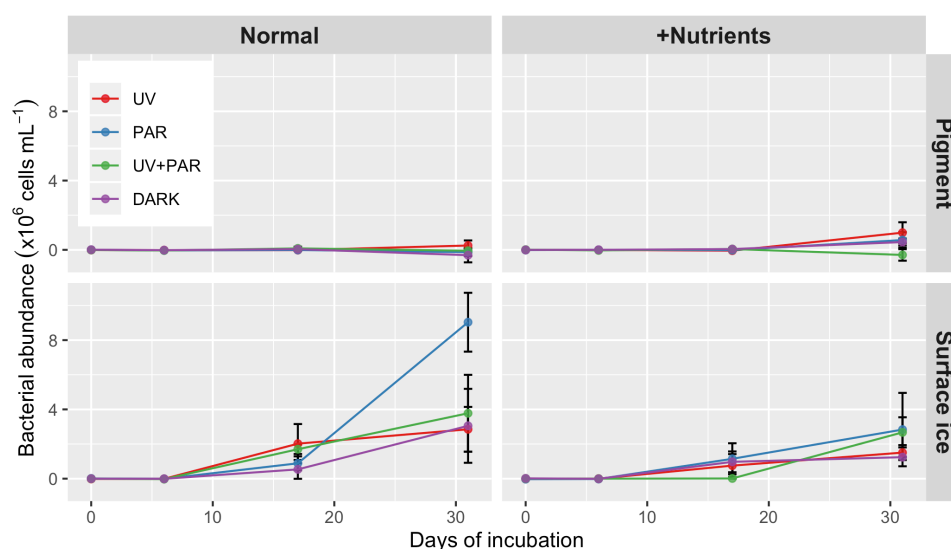 Normal
+Nutrients
UV
PAR
UV+PAR
DARK
8
4
0
8
4
0
Bacterial abundance (x10⁶ cells mL⁻¹)
Pigment
Surface ice
0
10
20
30
0
10
20
30
Days of incubation